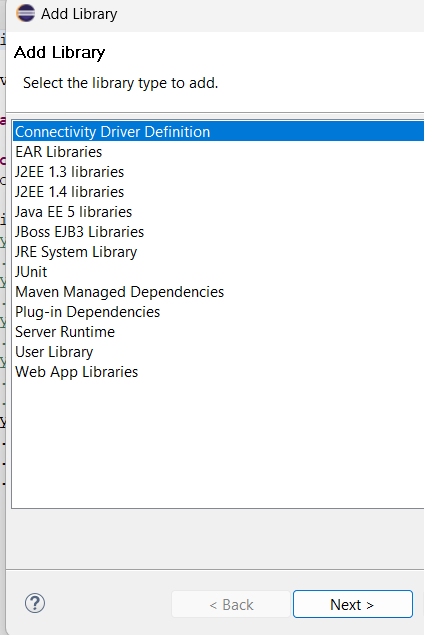 Add Library
Add Library
Select the library type to add.
Connectivity Driver Definition
EAR Libraries
J2EE 1.3 libraries
J2EE 1.4 libraries
Java EE 5 libraries
JBoss EJB3 Libraries
JRE System Library
JUnit
Maven Managed Dependencies
Plug-in Dependencies
Server Runtime
User Library
Web App Libraries
?
< Back
Next >